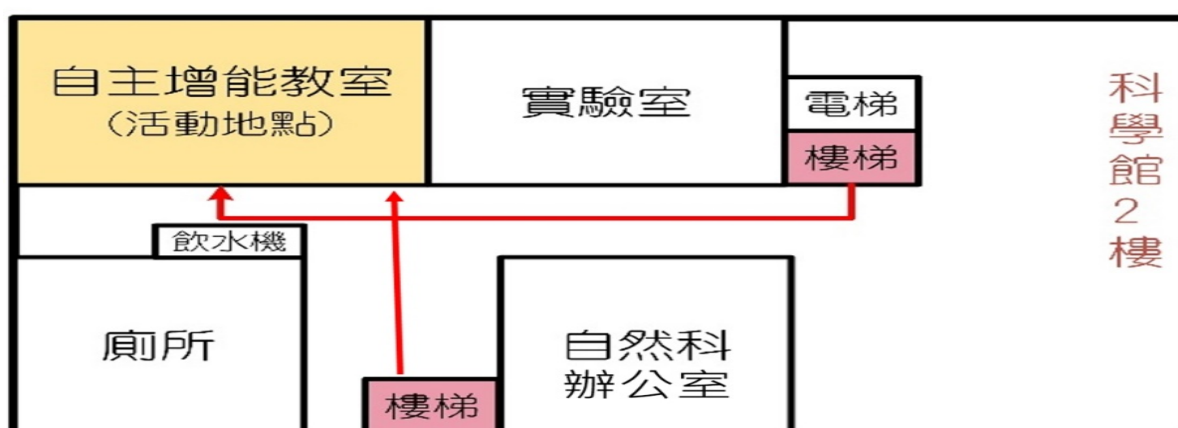 自主增能教室
(活動地點)
實驗室
電梯
樓梯
科學館2樓
飲水機
廁所
樓梯
自然科
辦公室